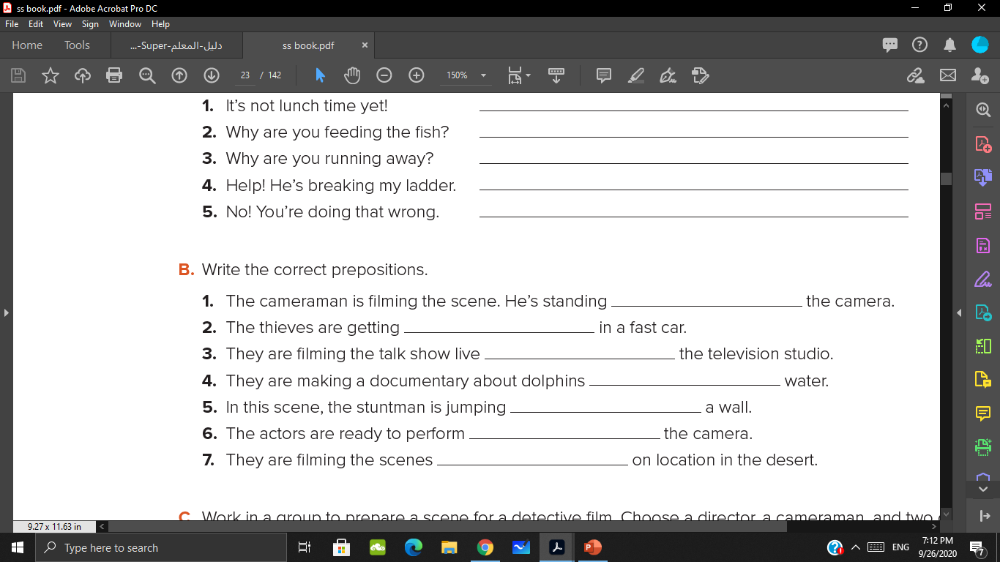 ss book.pdf - Adobe Acrobat Pro DC
File Edit View Sign Window Help
Home Tools دليل-المعلم-Super-... ss book.pdf ×
23 / 142 150%
1. It's not lunch time yet! ____
2. Why are you feeding the fish? ____
3. Why are you running away? ____
4. Help! He's breaking my ladder. ____
5. No! You're doing that wrong. ____
B. Write the correct prepositions.
1. The cameraman is filming the scene. He's standing ____ the camera.
2. The thieves are getting ____ in a fast car.
3. They are filming the talk show live ____ the television studio.
4. They are making a documentary about dolphins ____ water.
5. In this scene, the stuntman is jumping ____ a wall.
6. The actors are ready to perform ____ the camera.
7. They are filming the scenes ____ on location in the desert.
C. Work in a group to prepare a scene for a detective film. Choose a director, a cameraman, and two
9.27 x 11.63 in
Type here to search
ENG
7:12 PM
9/26/2020
7